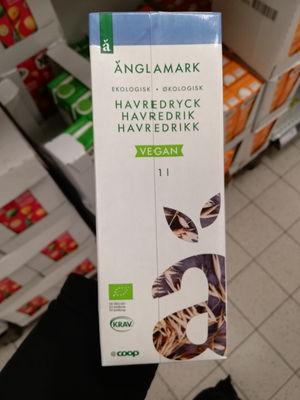 ä
ÄNGLAMARK
EKOLOGISK • ØKOLOGISK
HAVREDRYCK
HAVREDRIK
HAVREDRIKK
VEGAN
1 l
ä
KRAV
coop